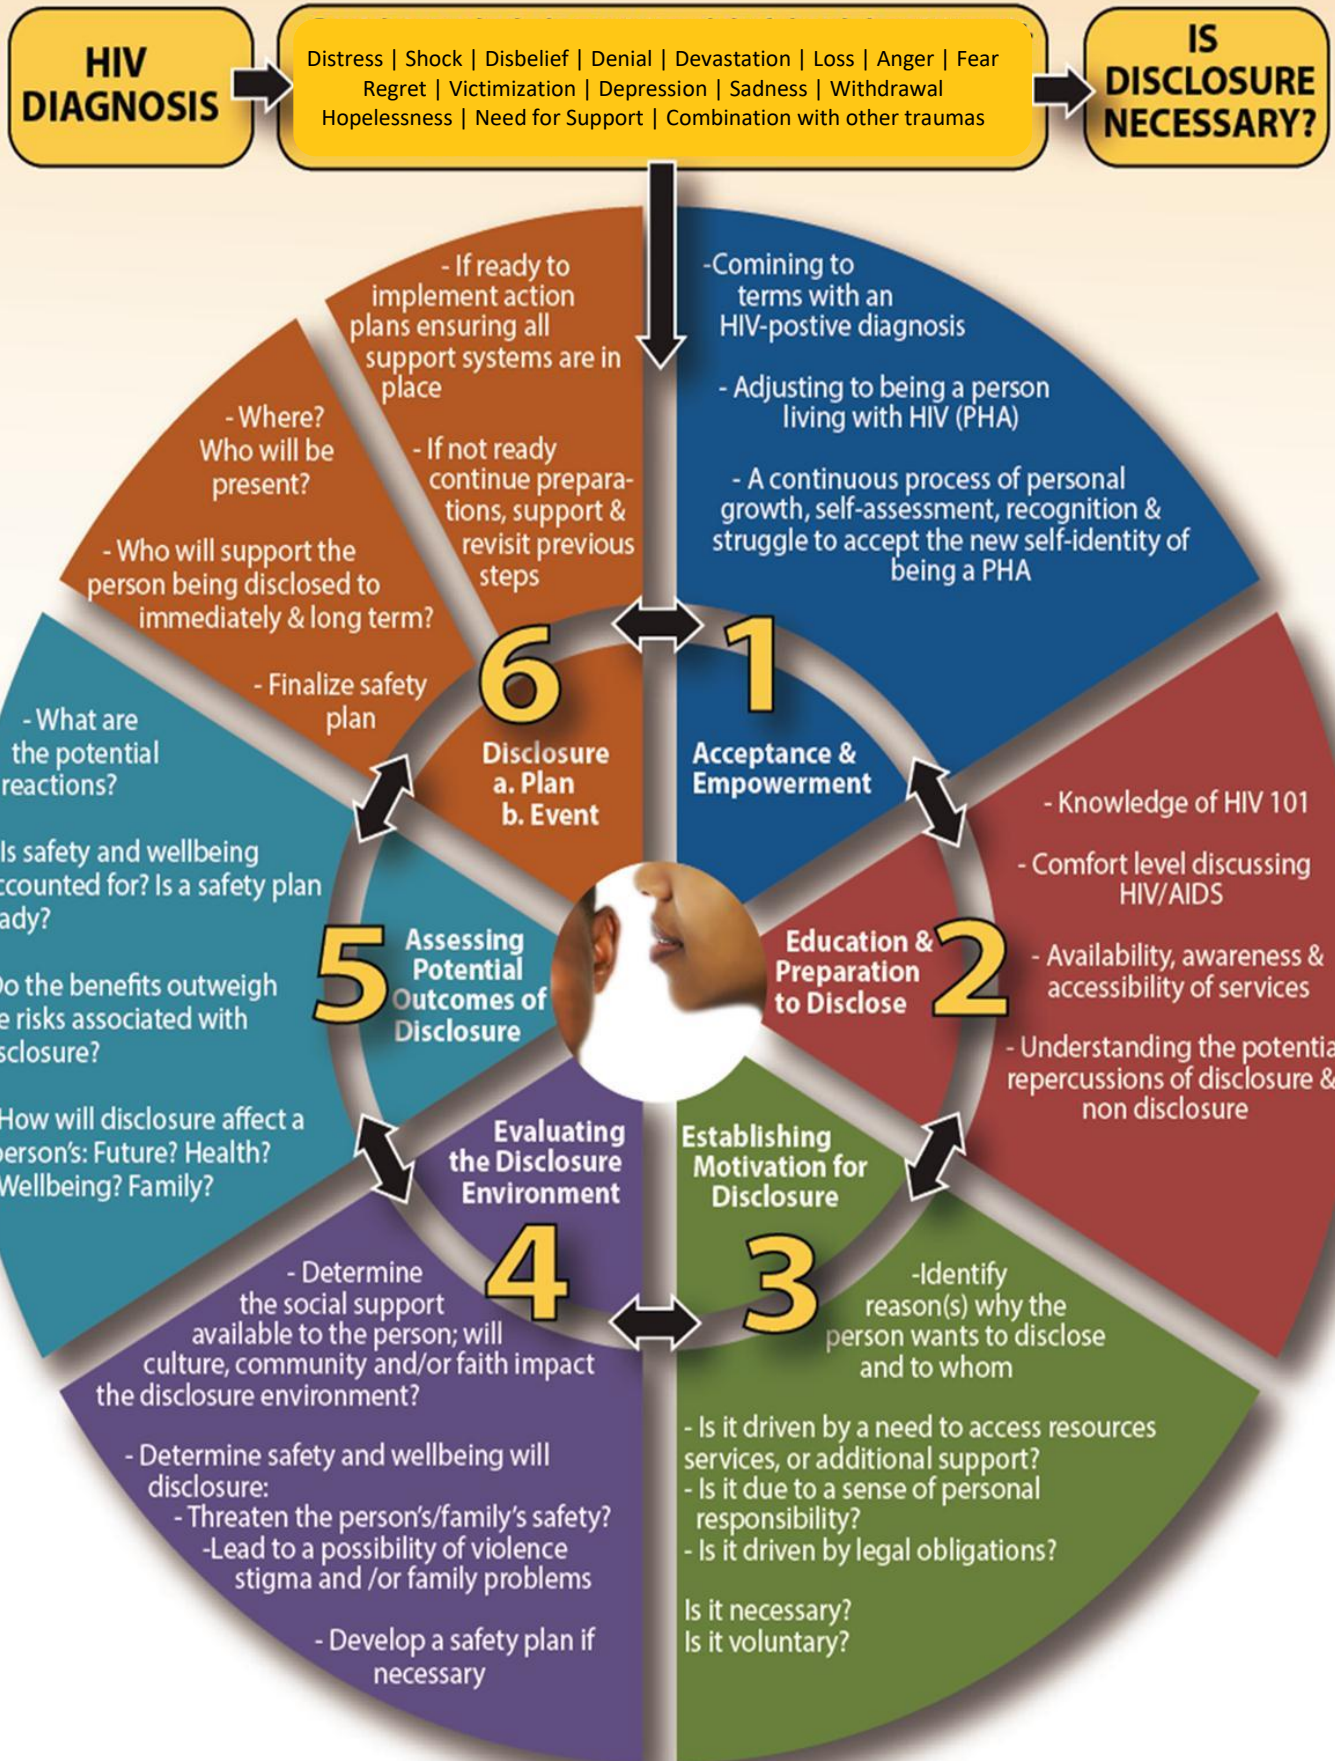 HIV
DIAGNOSIS
Distress | Shock | Disbelief | Denial | Devastation | Loss | Anger | Fear
Regret | Victimization | Depression | Sadness | Withdrawal
Hopelessness | Need for Support | Combination with other traumas
IS
DISCLOSURE
NECESSARY?
1
Acceptance &
Empowerment
-Comining to
terms with an
HIV-postive diagnosis
- Adjusting to being a person
living with HIV (PHA)
- A continuous process of personal
growth, self-assessment, recognition &
struggle to accept the new self-identity of
being a PHA
2
Education &
Preparation
to Disclose
- Knowledge of HIV 101
- Comfort level discussing
HIV/AIDS
- Availability, awareness &
accessibility of services
- Understanding the potentia
repercussions of disclosure &
non disclosure
3
Establishing
Motivation for
Disclosure
-Identify
reason(s) why the
person wants to disclose
and to whom
- Is it driven by a need to access resources
services, or additional support?
- Is it due to a sense of personal
responsibility?
- Is it driven by legal obligations?
Is it necessary?
Is it voluntary?
4
Evaluating
the Disclosure
Environment
- Determine
the social support
available to the person; will
culture, community and/or faith impact
the disclosure environment?
- Determine safety and wellbeing will
disclosure:
- Threaten the person's/family's safety?
-Lead to a possibility of violence
stigma and /or family problems
- Develop a safety plan if
necessary
5
Assessing
Potential
Outcomes of
Disclosure
- What are
the potential
reactions?
Is safety and wellbeing
ccounted for? Is a safety plan
ady?
o the benefits outweigh
e risks associated with
sclosure?
How will disclosure affect a
person's: Future? Health?
Wellbeing? Family?
6
Disclosure
a. Plan
b. Event
- Where?
Who will be
present?
- Who will support the
person being disclosed to
immediately & long term?
- Finalize safety
plan
- If ready to
implement action
plans ensuring all
support systems are in
place
- If not ready
continue prepara-
tions, support &
revisit previous
steps